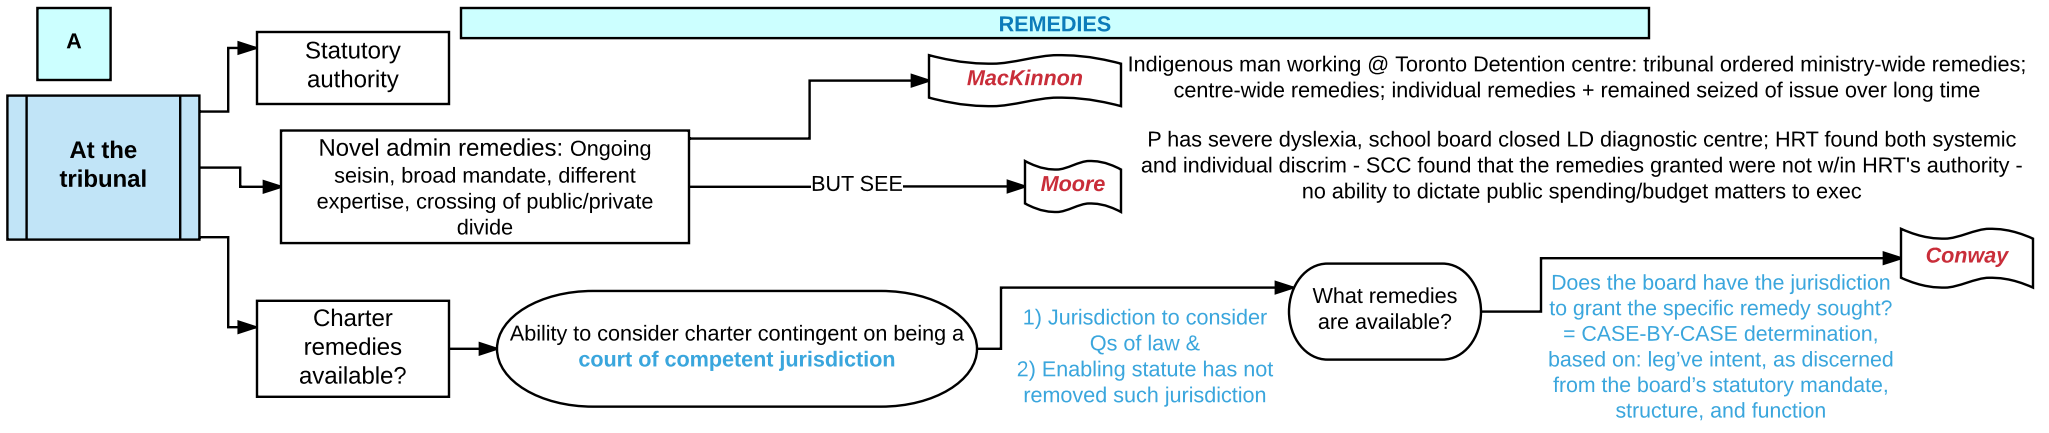 A
REMEDIES
At the
tribunal
Statutory
authority
Novel admin remedies: Ongoing
seisin, broad mandate, different
expertise, crossing of public/private
divide
MacKinnon
Indigenous man working @ Toronto Detention centre: tribunal ordered ministry-wide remedies;
centre-wide remedies; individual remedies + remained seized of issue over long time
BUT SEE
Moore
P has severe dyslexia, school board closed LD diagnostic centre; HRT found both systemic
and individual discrim - SCC found that the remedies granted were not w/in HRT's authority -
no ability to dictate public spending/budget matters to exec
Charter
remedies
available?
Ability to consider charter contingent on being a
court of competent jurisdiction
1) Jurisdiction to consider
Qs of law &
2) Enabling statute has not
removed such jurisdiction
What remedies
are available?
Does the board have the jurisdiction
to grant the specific remedy sought?
= CASE-BY-CASE determination,
based on: leg’ve intent, as discerned
from the board’s statutory mandate,
structure, and function
Conway